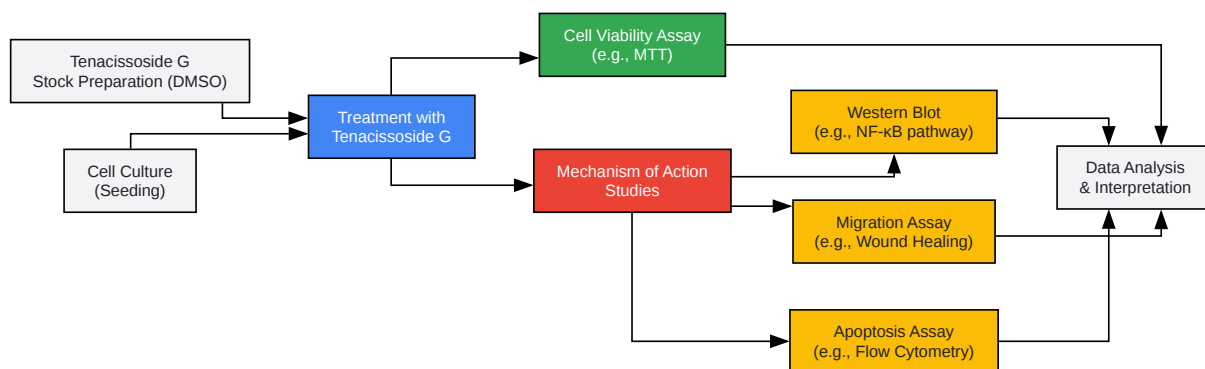 Tenacissoside G
Stock Preparation (DMSO)
Cell Culture
(Seeding)
Treatment with
Tenacissoside G
Cell Viability Assay
(e.g., MTT)
Mechanism of Action
Studies
Western Blot
(e.g., NF-κB pathway)
Migration Assay
(e.g., Wound Healing)
Apoptosis Assay
(e.g., Flow Cytometry)
Data Analysis
& Interpretation